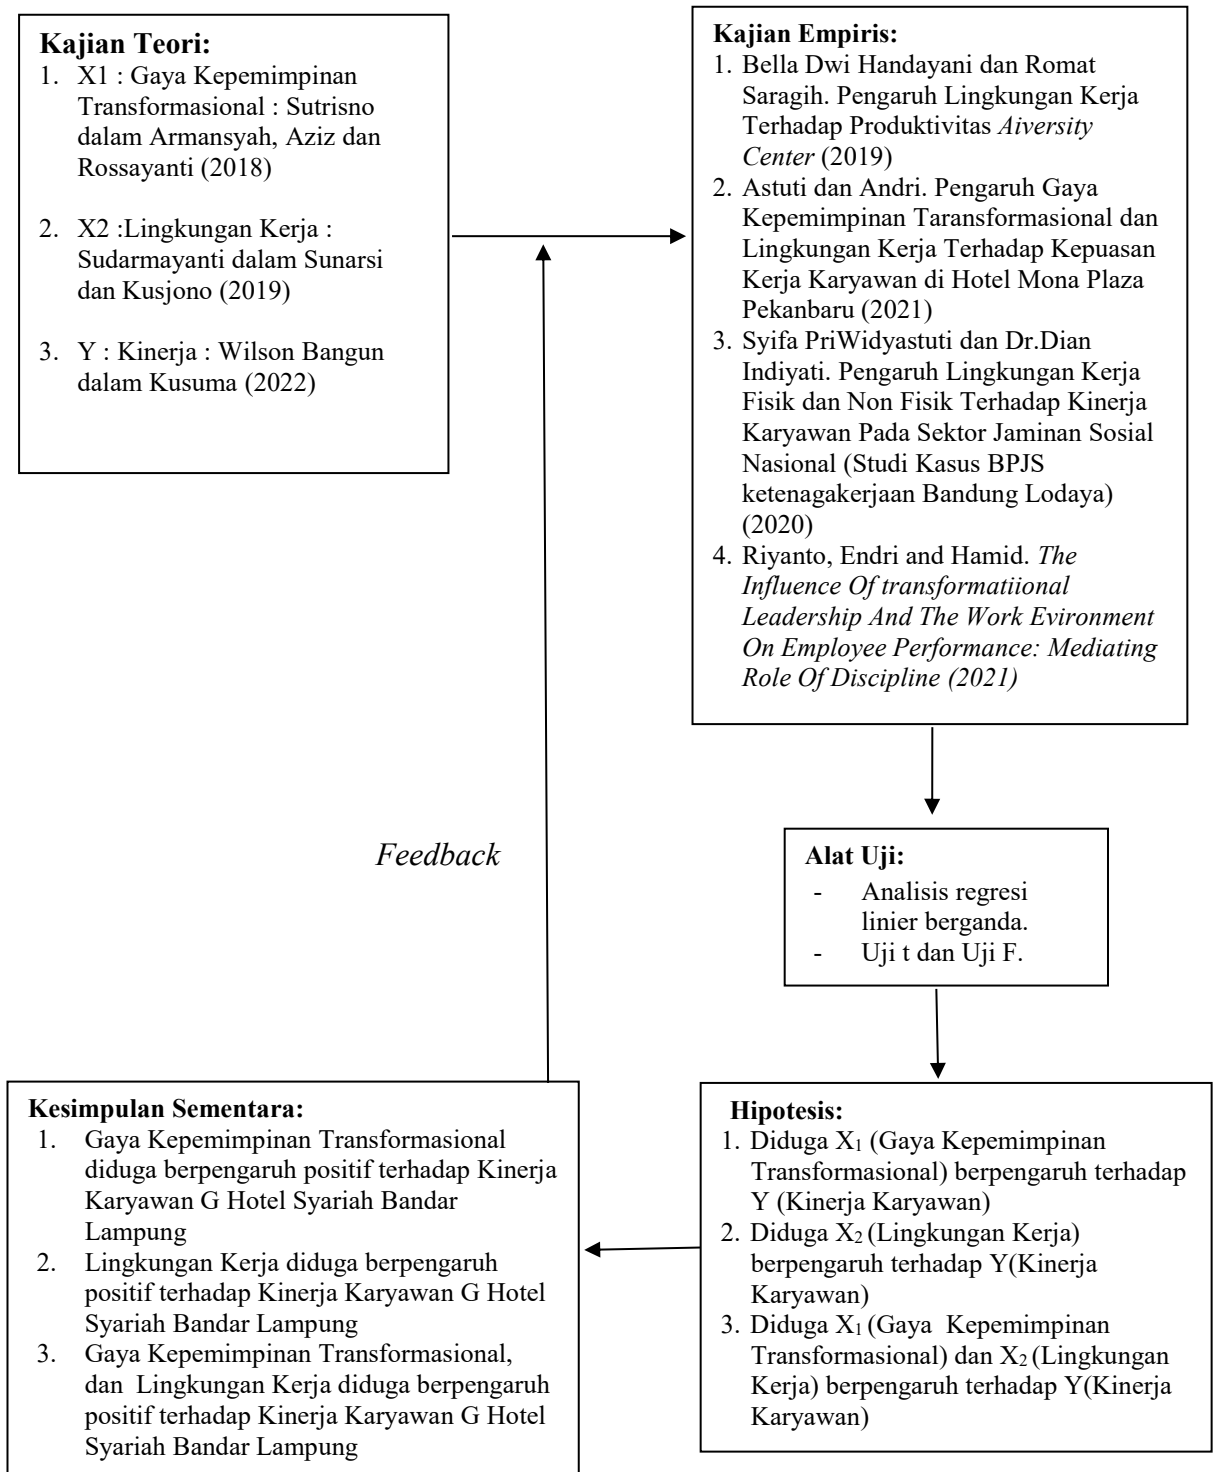 Kajian Teori:
1. X1 : Gaya Kepemimpinan
Transformasional : Sutrisno
dalam Armansyah, Aziz dan
Rossayanti (2018)
2. X2 :Lingkungan Kerja :
Sudarmayanti dalam Sunarsi
dan Kusjono (2019)
3. Y : Kinerja : Wilson Bangun
dalam Kusuma (2022)
Kajian Empiris:
1. Bella Dwi Handayani dan Romat
Saragih. Pengaruh Lingkungan Kerja
Terhadap Produktivitas Aiversity
Center (2019)
2. Astuti dan Andri. Pengaruh Gaya
Kepemimpinan Taransformasional dan
Lingkungan Kerja Terhadap Kepuasan
Kerja Karyawan di Hotel Mona Plaza
Pekanbaru (2021)
3. Syifa PriWidyastuti dan Dr.Dian
Indiyati. Pengaruh Lingkungan Kerja
Fisik dan Non Fisik Terhadap Kinerja
Karyawan Pada Sektor Jaminan Sosial
Nasional (Studi Kasus BPJS
ketenagakerjaan Bandung Lodaya)
(2020)
4. Riyanto, Endri and Hamid. The
Influence Of transformatiional
Leadership And The Work Evironment
On Employee Performance: Mediating
Role Of Discipline (2021)
Feedback
Alat Uji:
- Analisis regresi
linier berganda.
- Uji t dan Uji F.
Hipotesis:
1. Diduga X1 (Gaya Kepemimpinan
Transformasional) berpengaruh terhadap
Y (Kinerja Karyawan)
2. Diduga X2 (Lingkungan Kerja)
berpengaruh terhadap Y(Kinerja
Karyawan)
3. Diduga X1 (Gaya Kepemimpinan
Transformasional) dan X2 (Lingkungan
Kerja) berpengaruh terhadap Y(Kinerja
Karyawan)
Kesimpulan Sementara:
1. Gaya Kepemimpinan Transformasional
diduga berpengaruh positif terhadap Kinerja
Karyawan G Hotel Syariah Bandar
Lampung
2. Lingkungan Kerja diduga berpengaruh
positif terhadap Kinerja Karyawan G Hotel
Syariah Bandar Lampung
3. Gaya Kepemimpinan Transformasional,
dan Lingkungan Kerja diduga berpengaruh
positif terhadap Kinerja Karyawan G Hotel
Syariah Bandar Lampung